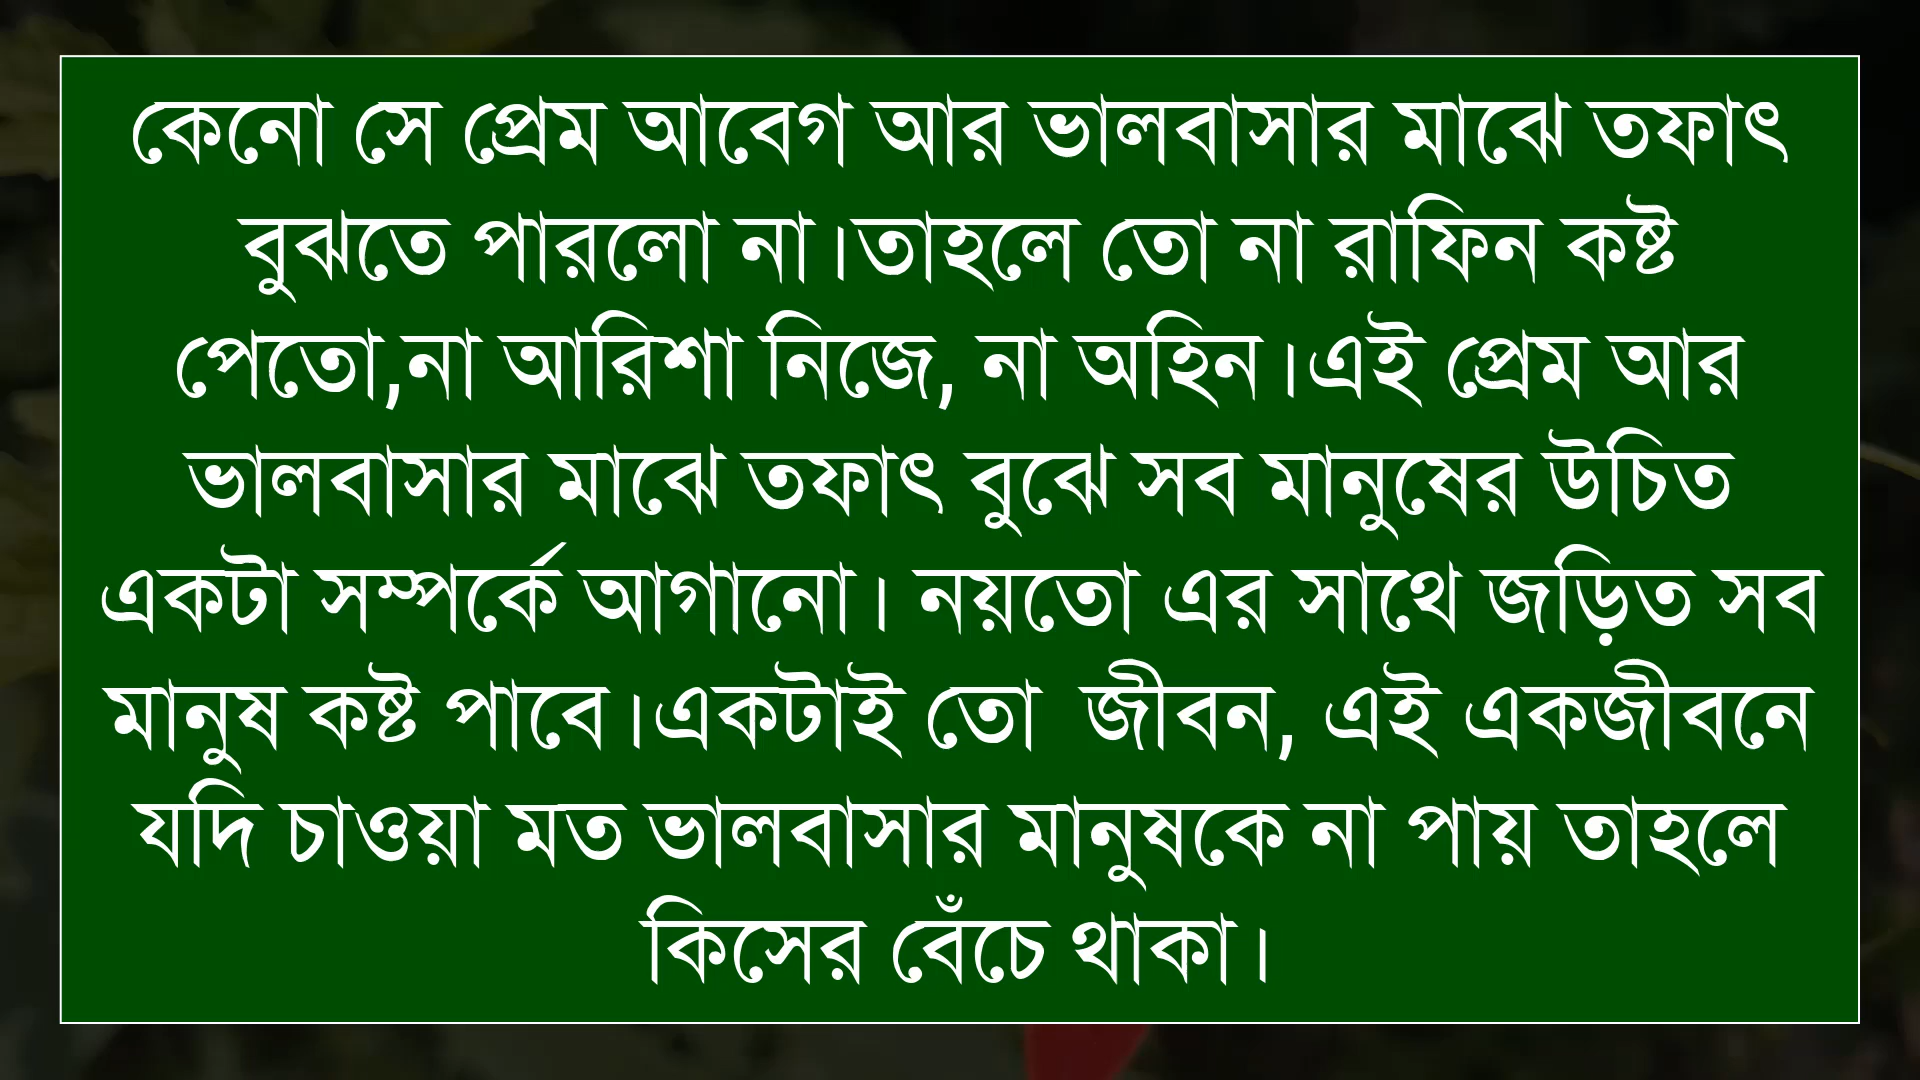 কেনো সে প্রেম আবেগ আর ভালবাসার মাঝে তফাৎ
বুঝতে পারলো না।তাহলে তো না রাফিন কষ্ট
পেতো,না আরিশা নিজে, না অহিন।এই প্রেম আর
ভালবাসার মাঝে তফাৎ বুঝে সব মানুষের উচিত
একটা সম্পর্কে আগানো। নয়তো এর সাথে জড়িত সব
মানুষ কষ্ট পাবে।একটাই তো  জীবন, এই একজীবনে
যদি চাওয়া মত ভালবাসার মানুষকে না পায় তাহলে
কিসের বেঁচে থাকা।